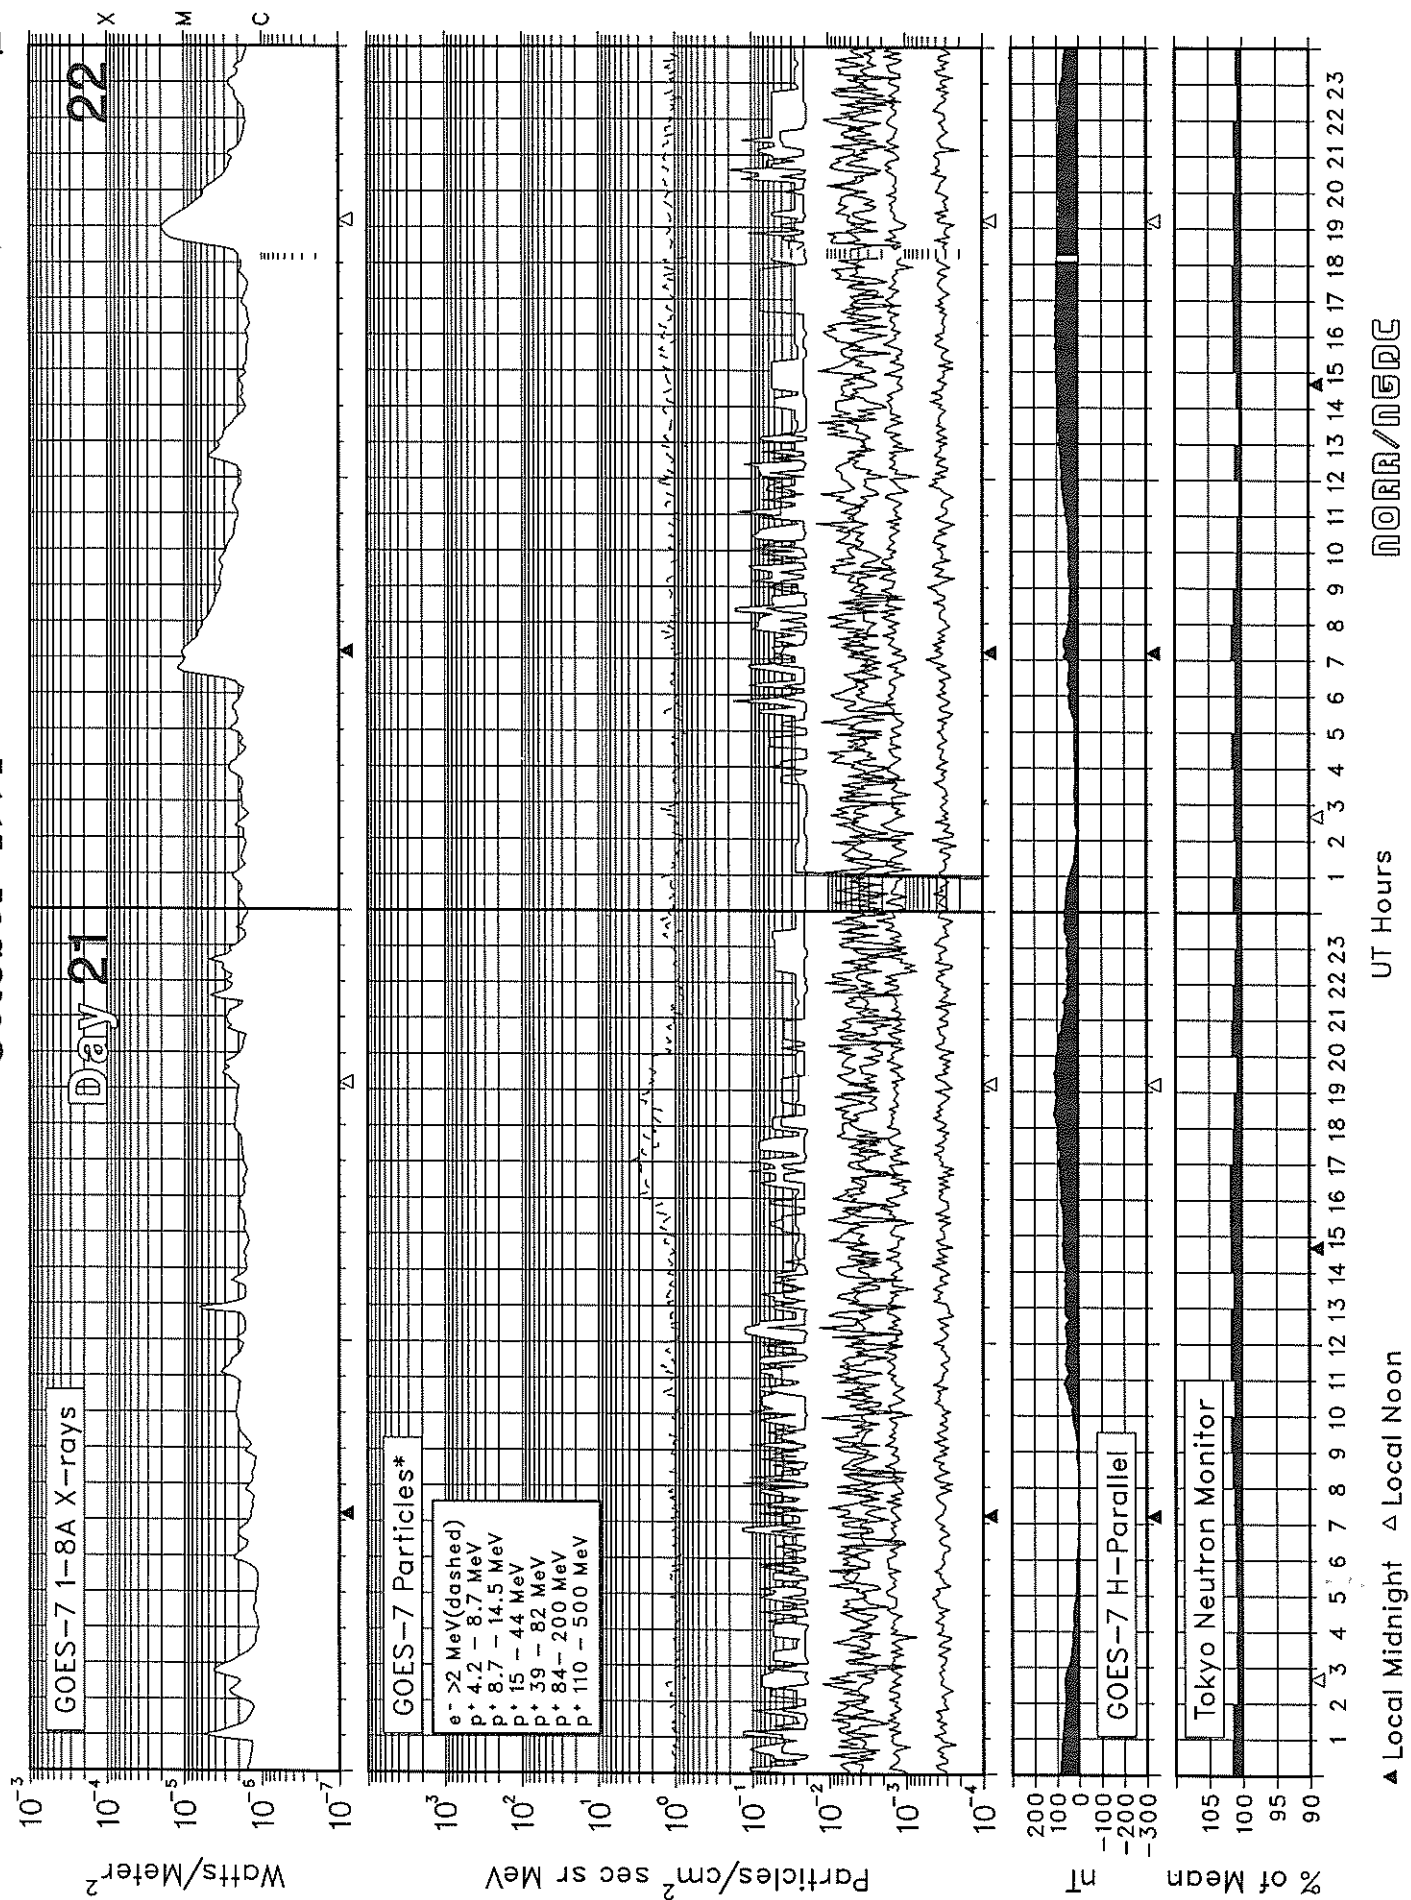 X
M
C
Day 21
22
GOES-7 1-8A X-rays
10⁻³
10⁻⁴
10⁻⁵
10⁻⁶
10⁻⁷
Watts/Meter²
GOES-7 Particles*
e⁻ >2 MeV(dashed)
p⁺ 4.2 - 8.7 MeV
p⁺ 8.7 - 14.5 MeV
p⁺ 15 - 44 MeV
p⁺ 39 - 82 MeV
p⁺ 84 - 200 MeV
p⁺ 110 - 500 MeV
10³
10²
10¹
10⁰
10⁻¹
10⁻²
10⁻³
10⁻⁴
Particles/cm² sec sr MeV
GOES-7 H-Parallel
200
100
0
-100
-200
-300
nT
Tokyo Neutron Monitor
105
100
95
90
% of Mean
1 2 3 4 5 6 7 8 9 10 11 12 13 14 15 16 17 18 19 20 21 22 23 1 2 3 4 5 6 7 8 9 10 11 12 13 14 15 16 17 18 19 20 21 22 23
▲ Local Midnight △ Local Noon
UT Hours
NOAA/NGDC